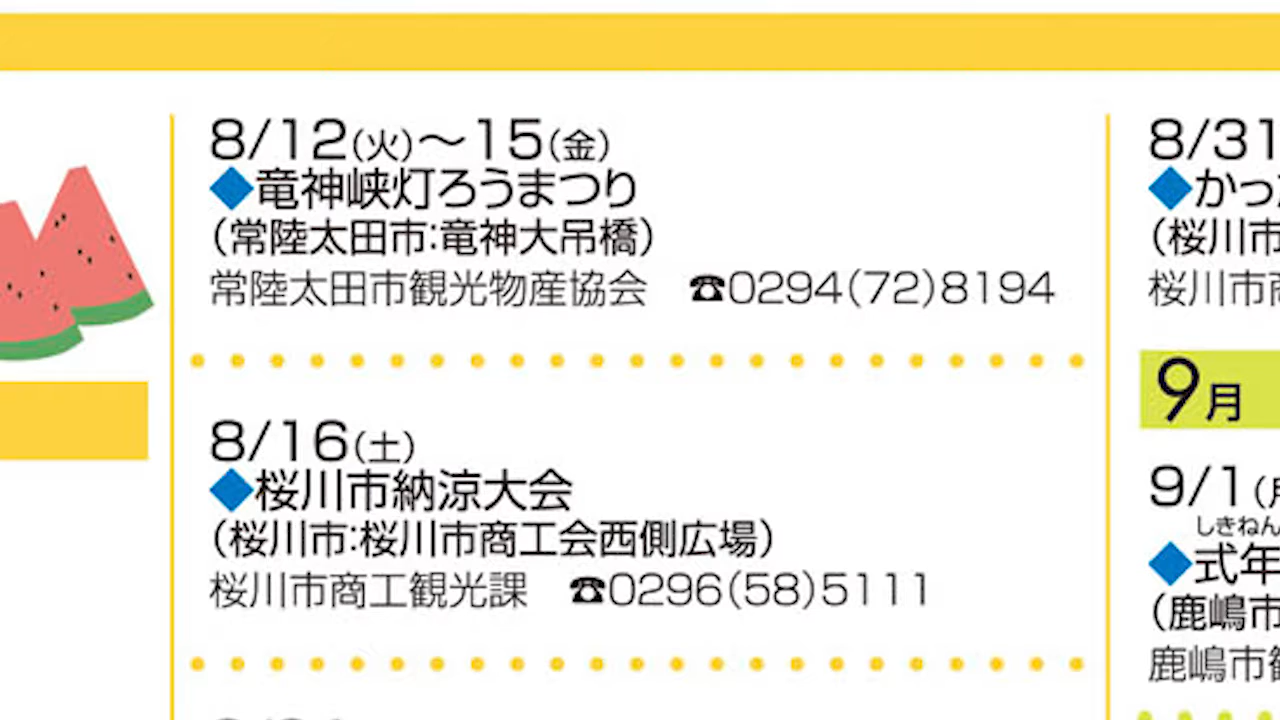 8/12(火)〜15(金)
◆竜神峡灯ろうまつり
(常陸太田市:竜神大吊橋)
常陸太田市観光物産協会 ☎0294(72)8194
8/16(土)
◆桜川市納涼大会
(桜川市:桜川市商工会西側広場)
桜川市商工観光課 ☎0296(58)5111
8/31
◆かっ
(桜川市
桜川市
9月
9/1(月
しきねん
◆式年
(鹿嶋市
鹿嶋市観